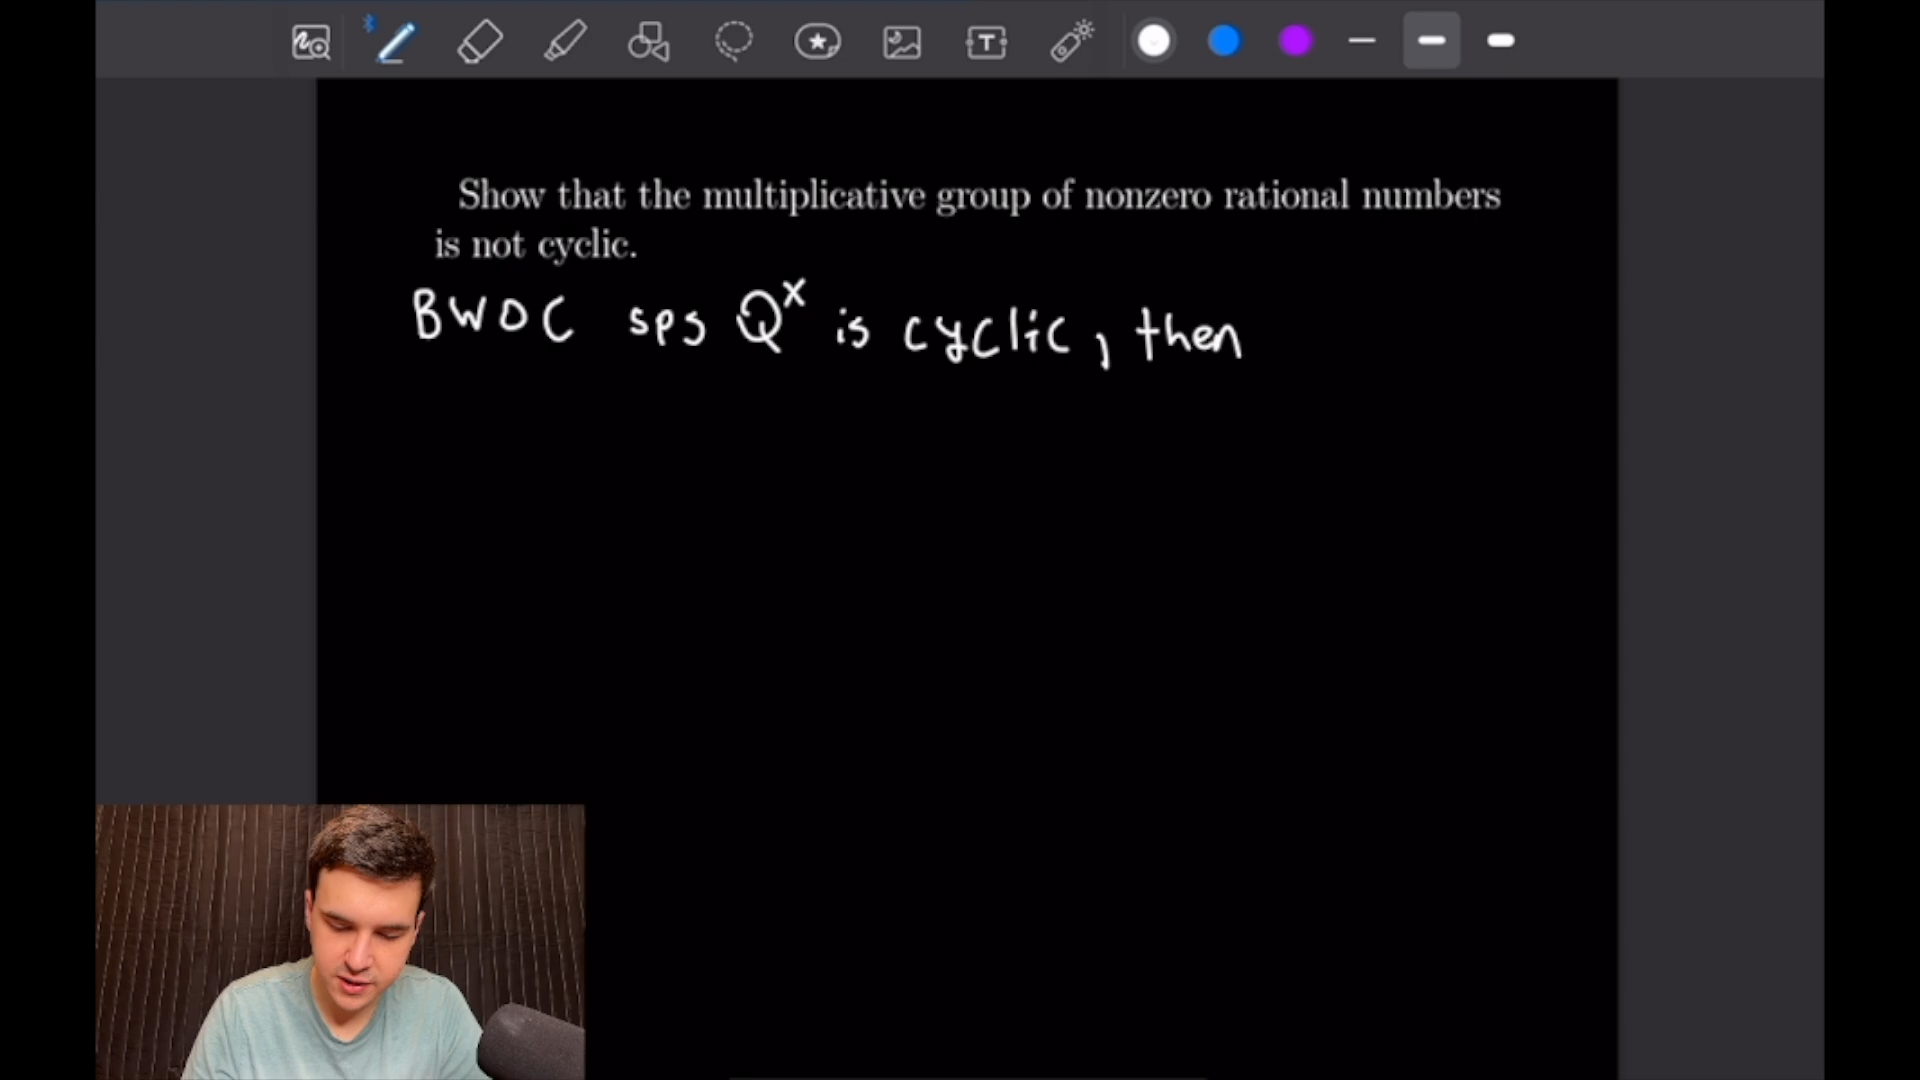 Show that the multiplicative group of nonzero rational numbers
is not cyclic.
BWOC sps Q^x is cyclic, then